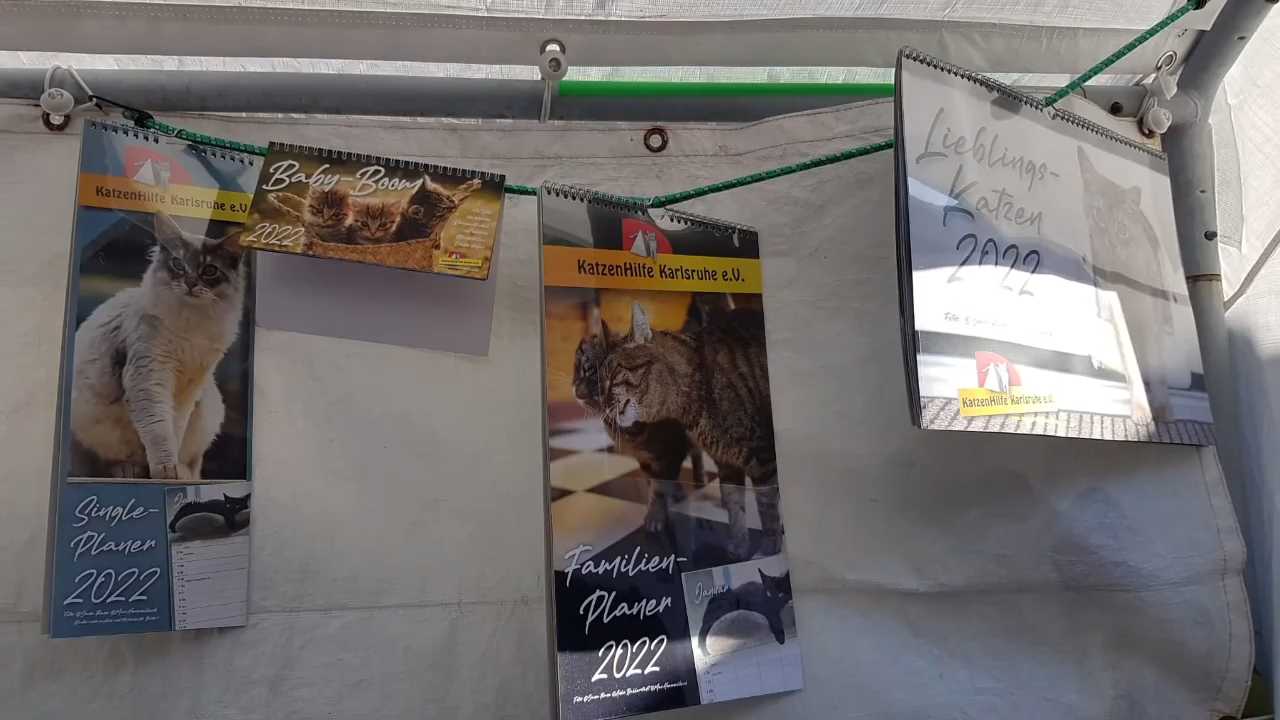 KatzenHilfe Karlsruhe e.V.
Single-
Planer
2022
Januar
Baby-Boom
2022
KatzenHilfe Karlsruhe e.V.
Familien-
Planer
2022
Januar
Lieblings-
Katzen
2022
KatzenHilfe Karlsruhe e.V.